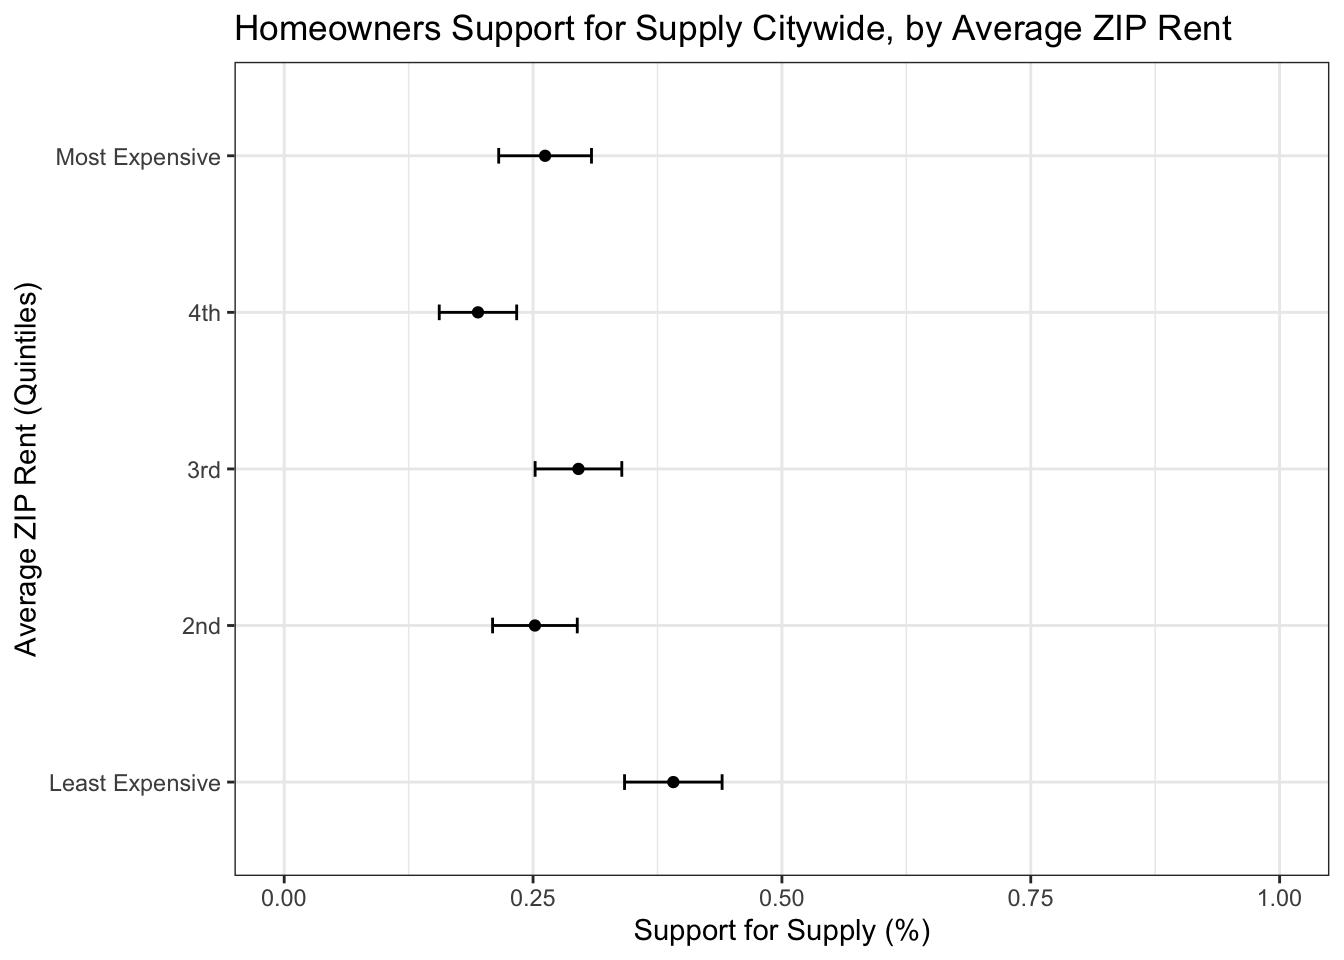 Homeowners Support for Supply Citywide, by Average ZIP Rent
Average ZIP Rent (Quintiles)
Most Expensive
4th
3rd
2nd
Least Expensive
0.00 0.25 0.50 0.75 1.00
Support for Supply (%)